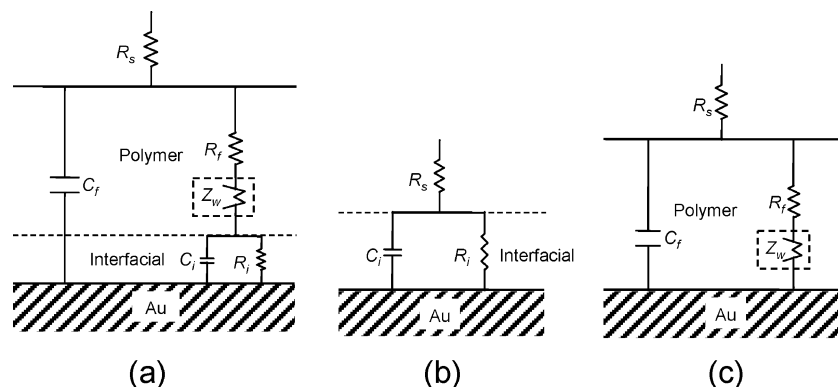 R_s
Polymer
R_f
C_f
Z_w
Interfacial
C_i
R_i
Au
(a)
R_s
C_i
R_i
Interfacial
Au
(b)
R_s
Polymer
R_f
C_f
Z_w
Au
(c)